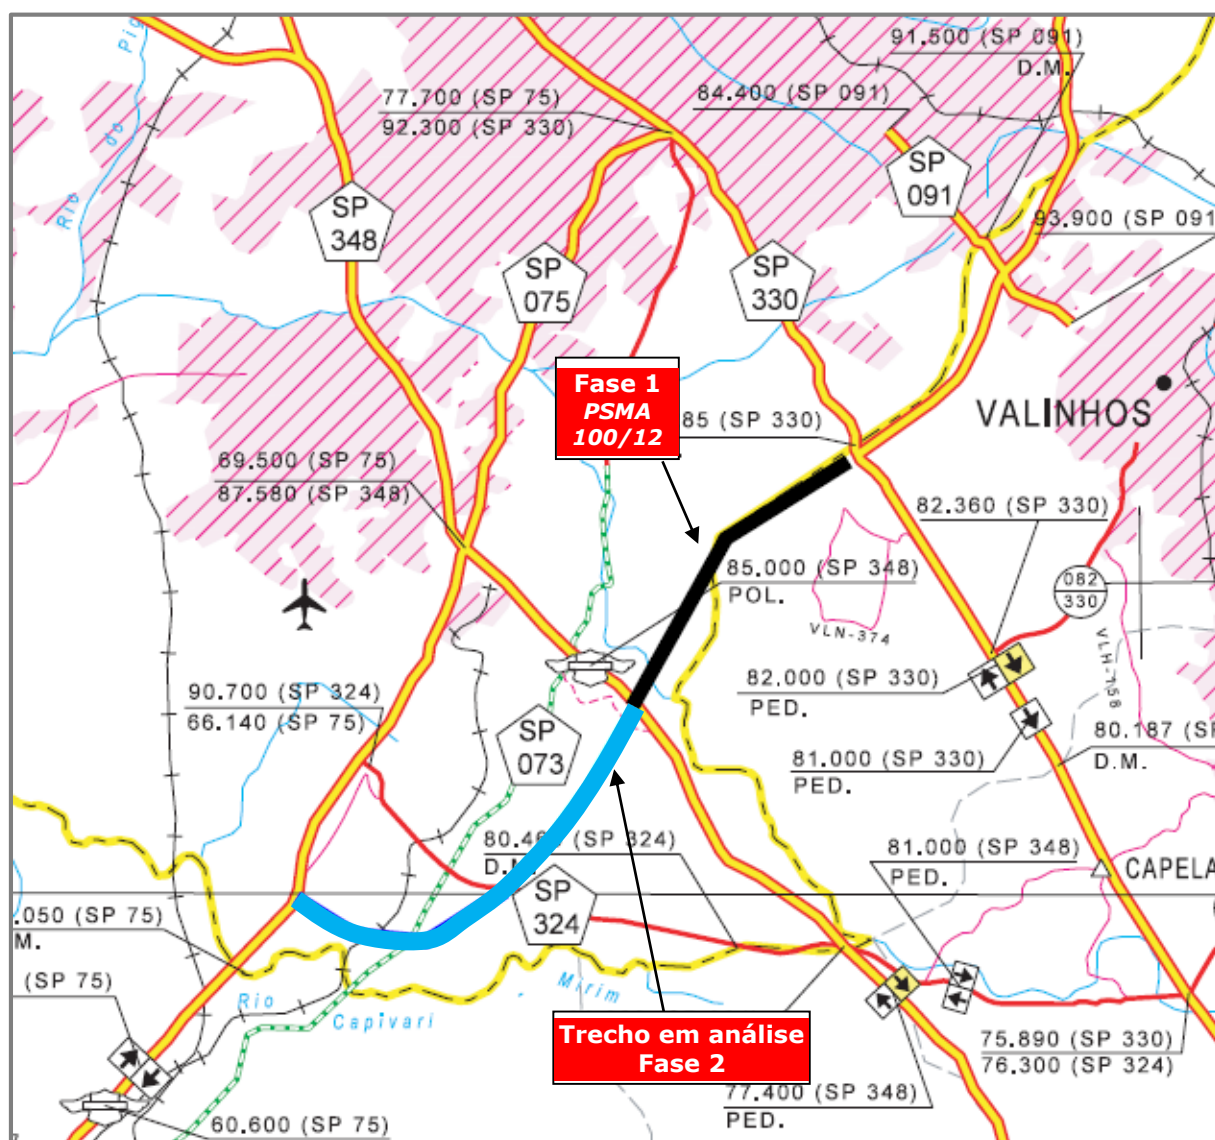 Pig
do
Rio
91.500 (SP 091)
D.M.
77.700 (SP 75)
92.300 (SP 330)
84.400 (SP 091)
SP
091
SP
348
93.900 (SP 091
SP
075
SP
330
Fase 1
PSMA
100/12
85 (SP 330)
VALINHOS
69.500 (SP 75)
87.580 (SP 348)
82.360 (SP 330)
85.000 (SP 348)
POL.
082
330
VLN-374
VLH-158
82.000 (SP 330)
PED.
90.700 (SP 324)
66.140 (SP 75)
SP
073
81.000 (SP 330)
PED.
80.187 (SP
D.M.
80.46 (SP 324)
D.M
81.000 (SP 348)
PED.
CAPELA
SP
324
.050 (SP 75)
M.
(SP 75)
Rio
Capivari
Mirim
Trecho em análise
Fase 2
75.890 (SP 330)
76.300 (SP 324)
77.400 (SP 348)
PED.
60.600 (SP 75)